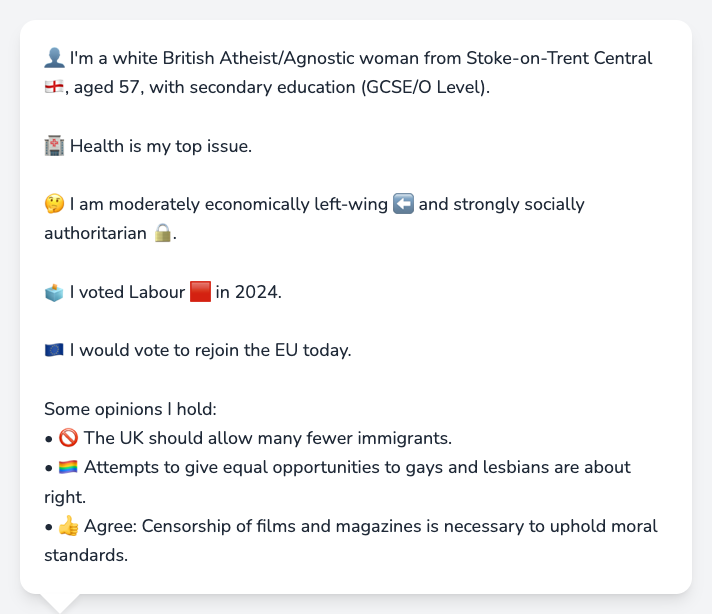 👤 I'm a white British Atheist/Agnostic woman from Stoke-on-Trent Central
🏴󠁧󠁢󠁥󠁮󠁧󠁿, aged 57, with secondary education (GCSE/O Level).
🏥 Health is my top issue.
🤔 I am moderately economically left-wing ⬅️ and strongly socially
authoritarian 🔒.
🗳️ I voted Labour 🟥 in 2024.
🇪🇺 I would vote to rejoin the EU today.
Some opinions I hold:
• 🚫 The UK should allow many fewer immigrants.
• 🏳️‍🌈 Attempts to give equal opportunities to gays and lesbians are about
right.
• 👍 Agree: Censorship of films and magazines is necessary to uphold moral
standards.